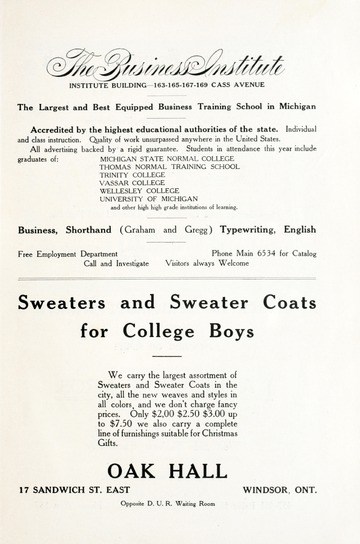 The Business Institute
INSTITUTE BUILDING—163-165-167-169 CASS AVENUE
The Largest and Best Equipped Business Training School in Michigan
Accredited by the highest educational authorities of the state. Individual
and class instruction. Quality of work unsurpassed anywhere in the United States.
All advertising backed by a rigid guarantee. Students in attendance this year include
graduates of: MICHIGAN STATE NORMAL COLLEGE
THOMAS NORMAL TRAINING SCHOOL
TRINITY COLLEGE
VASSAR COLLEGE
WELLESLEY COLLEGE
UNIVERSITY OF MICHIGAN
and other high high grade institutions of learning.
Business, Shorthand (Graham and Gregg) Typewriting, English
Free Employment Department Phone Main 6534 for Catalog
Call and Investigate Visitors always Welcome
Sweaters and Sweater Coats
for College Boys
We carry the largest assortment of
Sweaters and Sweater Coats in the
city, all the new weaves and styles in
all colors, and we don't charge fancy
prices. Only $2.00 $2.50 $3.00 up
to $7.50 we also carry a complete
line of furnishings suitable for Christmas
Gifts.
OAK HALL
17 SANDWICH ST. EAST WINDSOR, ONT.
Opposite D. U. R. Waiting Room